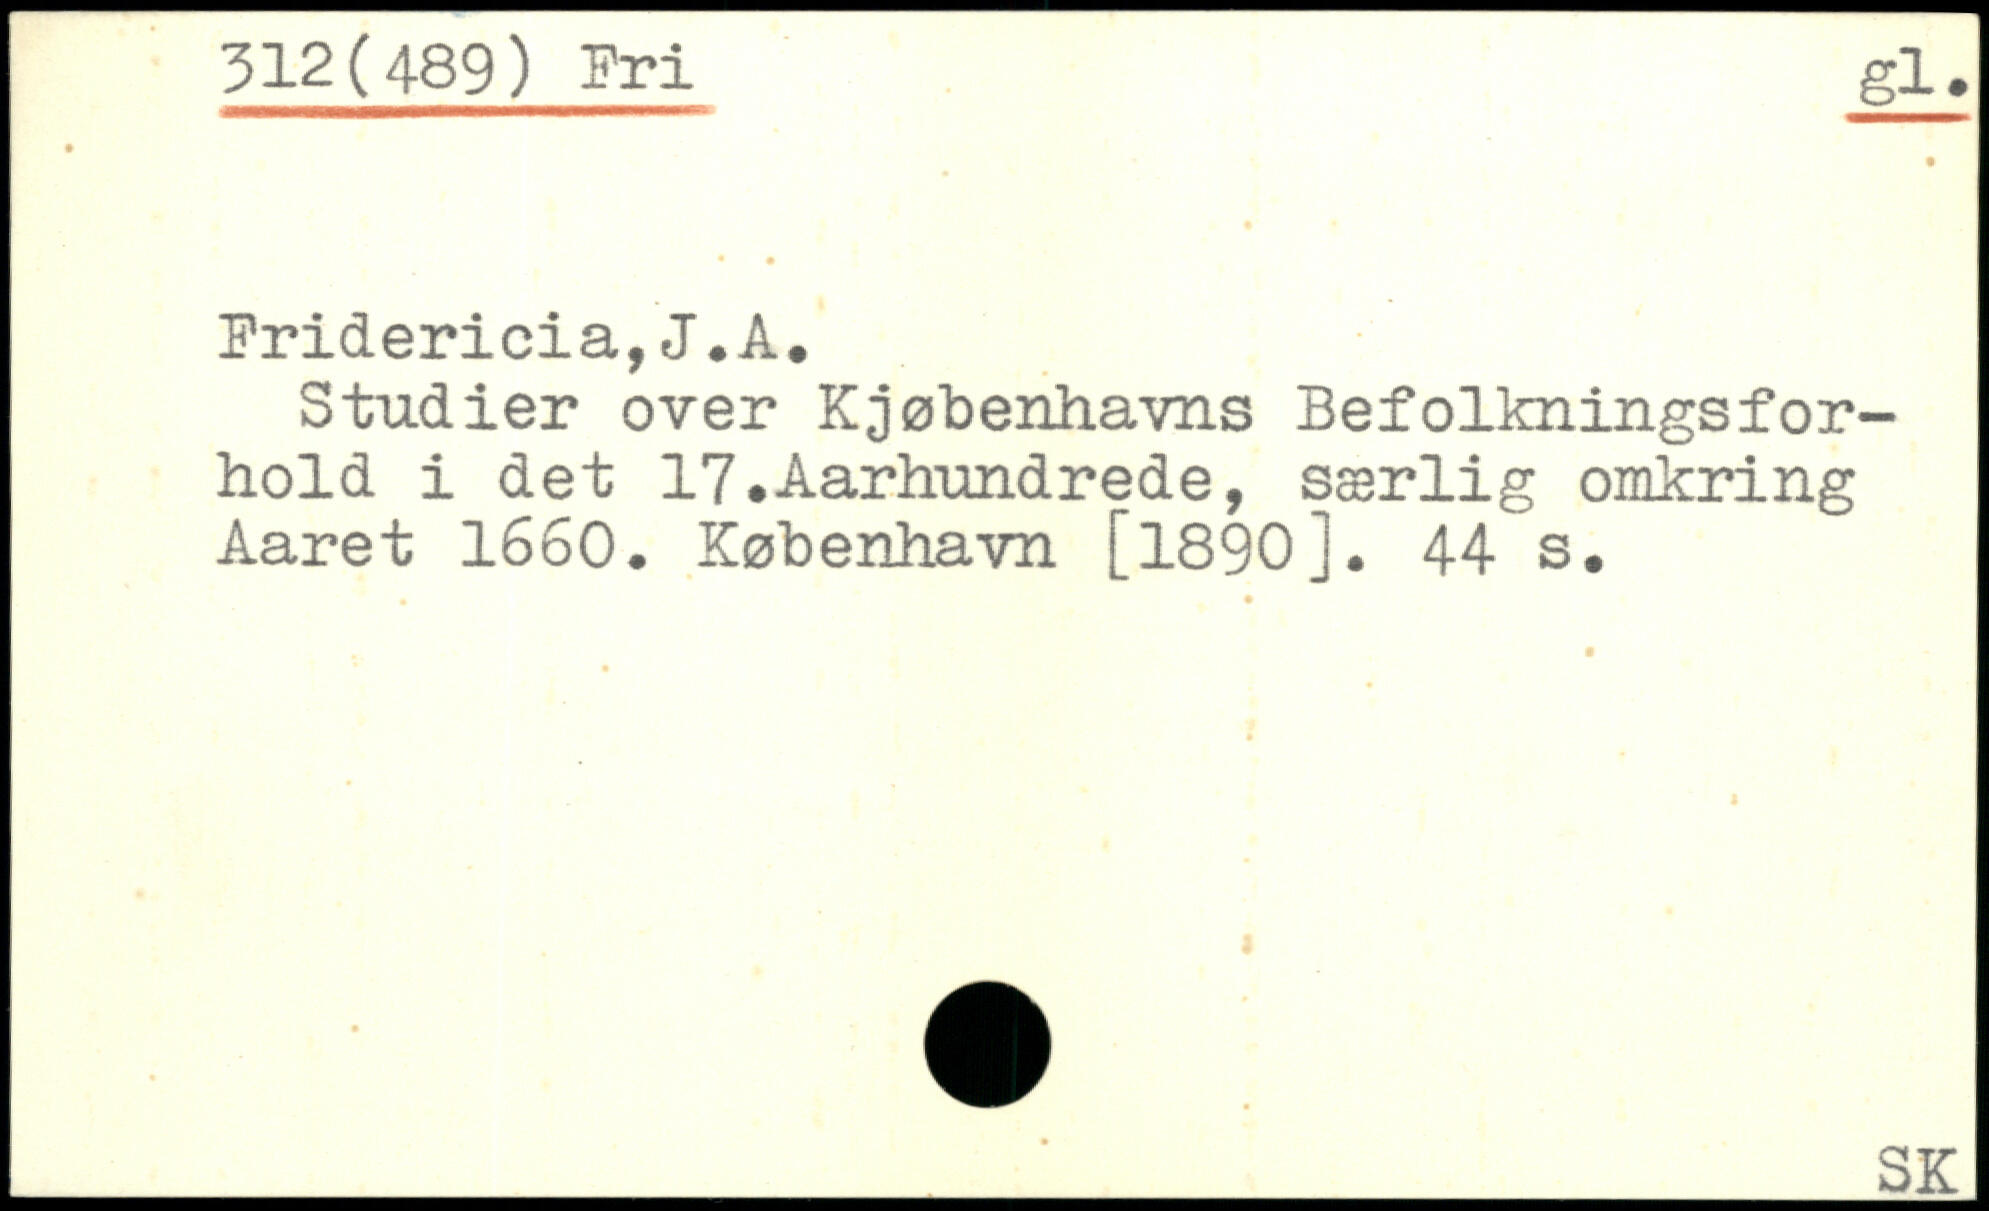 312(489) Fri
gl.
Fridericia,J.A.
Studier over Kjøbenhavns Befolkningsfor-
hold i det 17.Aarhundrede, særlig omkring
Aaret 1660. København [1890]. 44 s.
SK